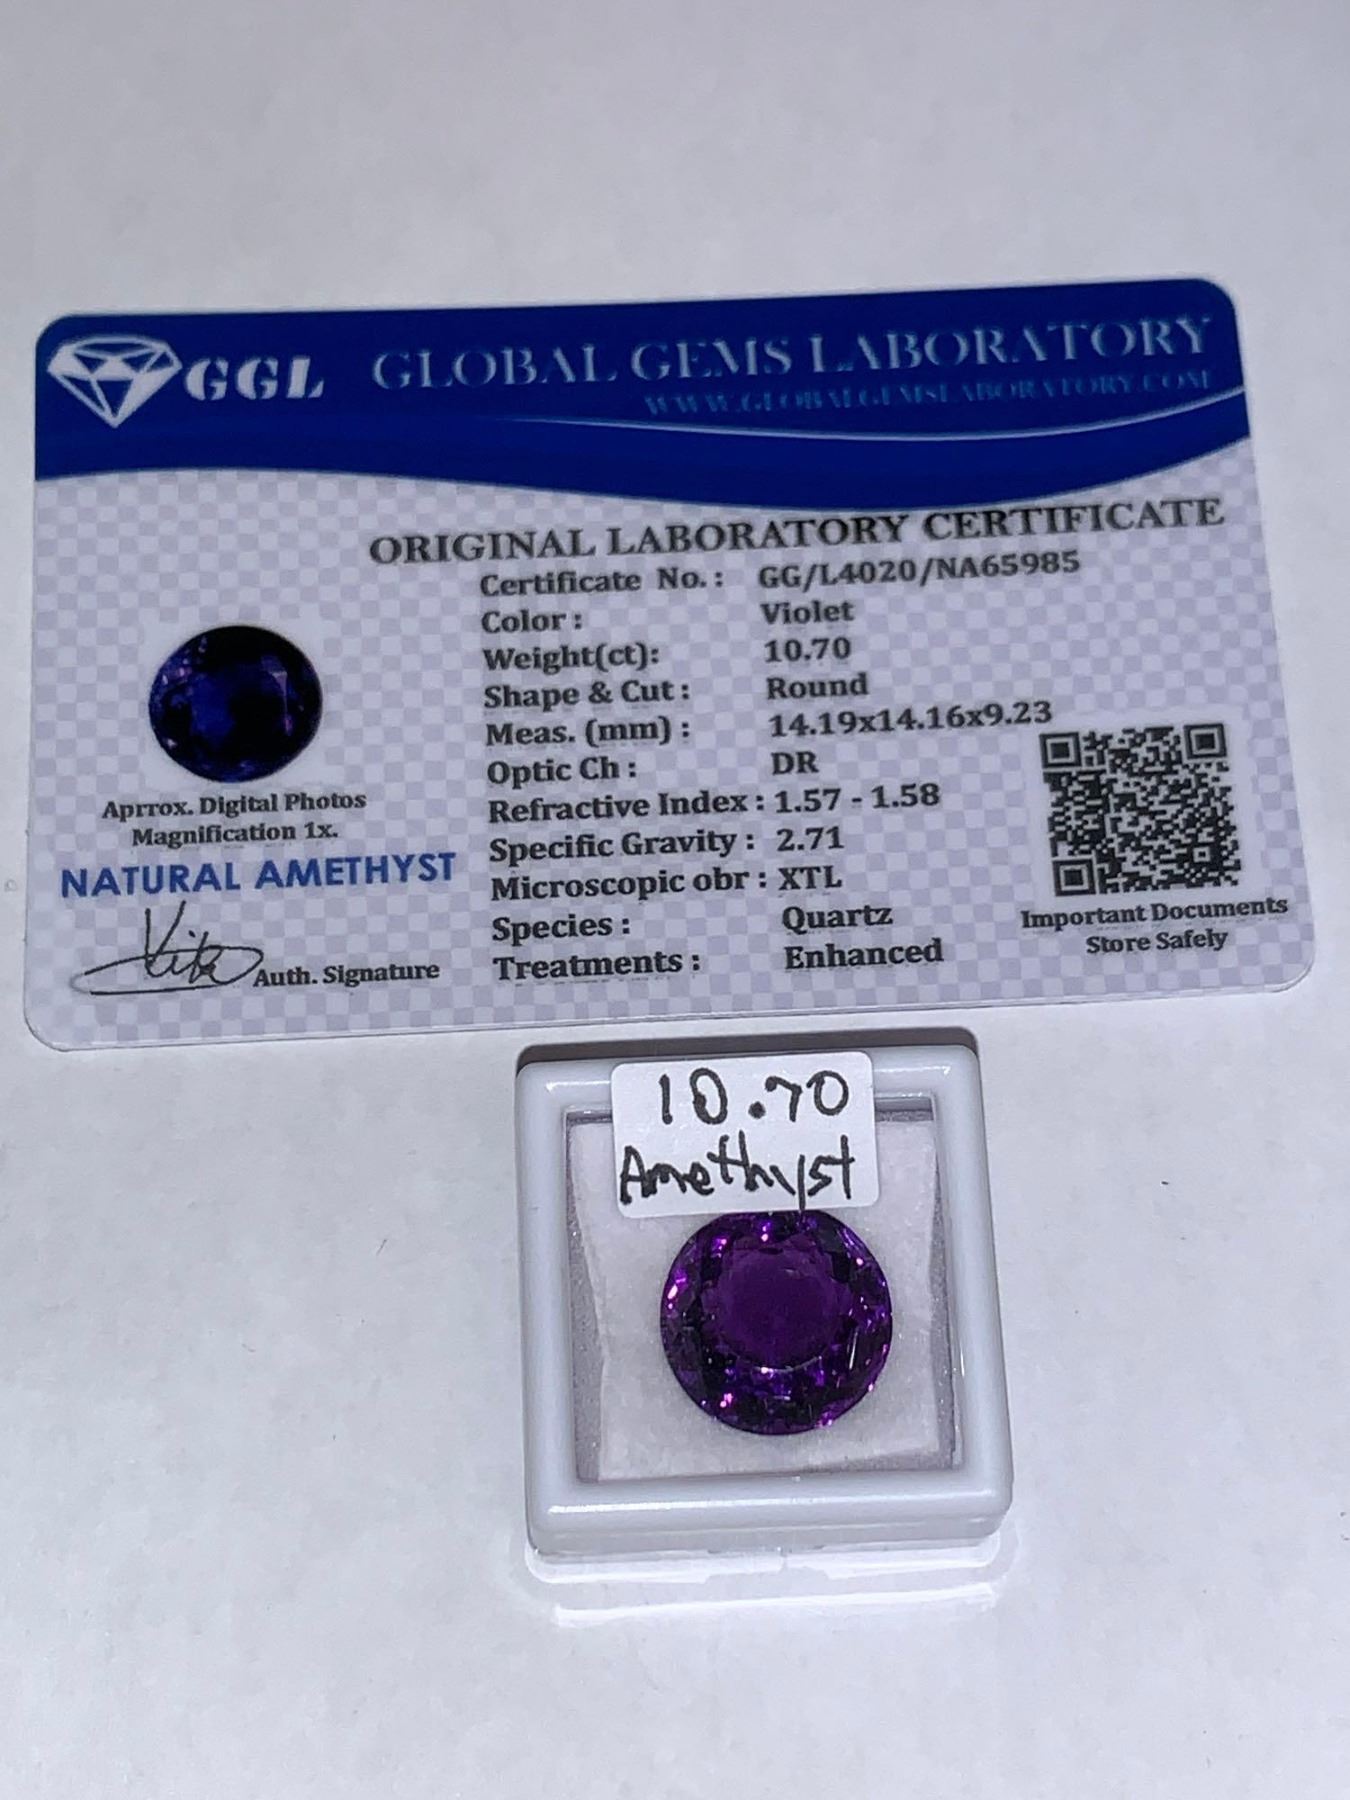 GGL GLOBAL GEMS LABORATORY
WWW.GLOBALGEMSLABORATORY.COM
ORIGINAL LABORATORY CERTIFICATE
Certificate No. : GG/L4020/NA65985
Color : Violet
Weight(ct): 10.70
Shape & Cut : Round
Meas. (mm) : 14.19x14.16x9.23
Optic Ch : DR
Refractive Index : 1.57 - 1.58
Specific Gravity : 2.71
Microscopic obr : XTL
Species : Quartz
Treatments : Enhanced
Aprrox. Digital Photos
Magnification 1x.
NATURAL AMETHYST
Auth. Signature
Important Documents
Store Safely
10.70
Amethyst